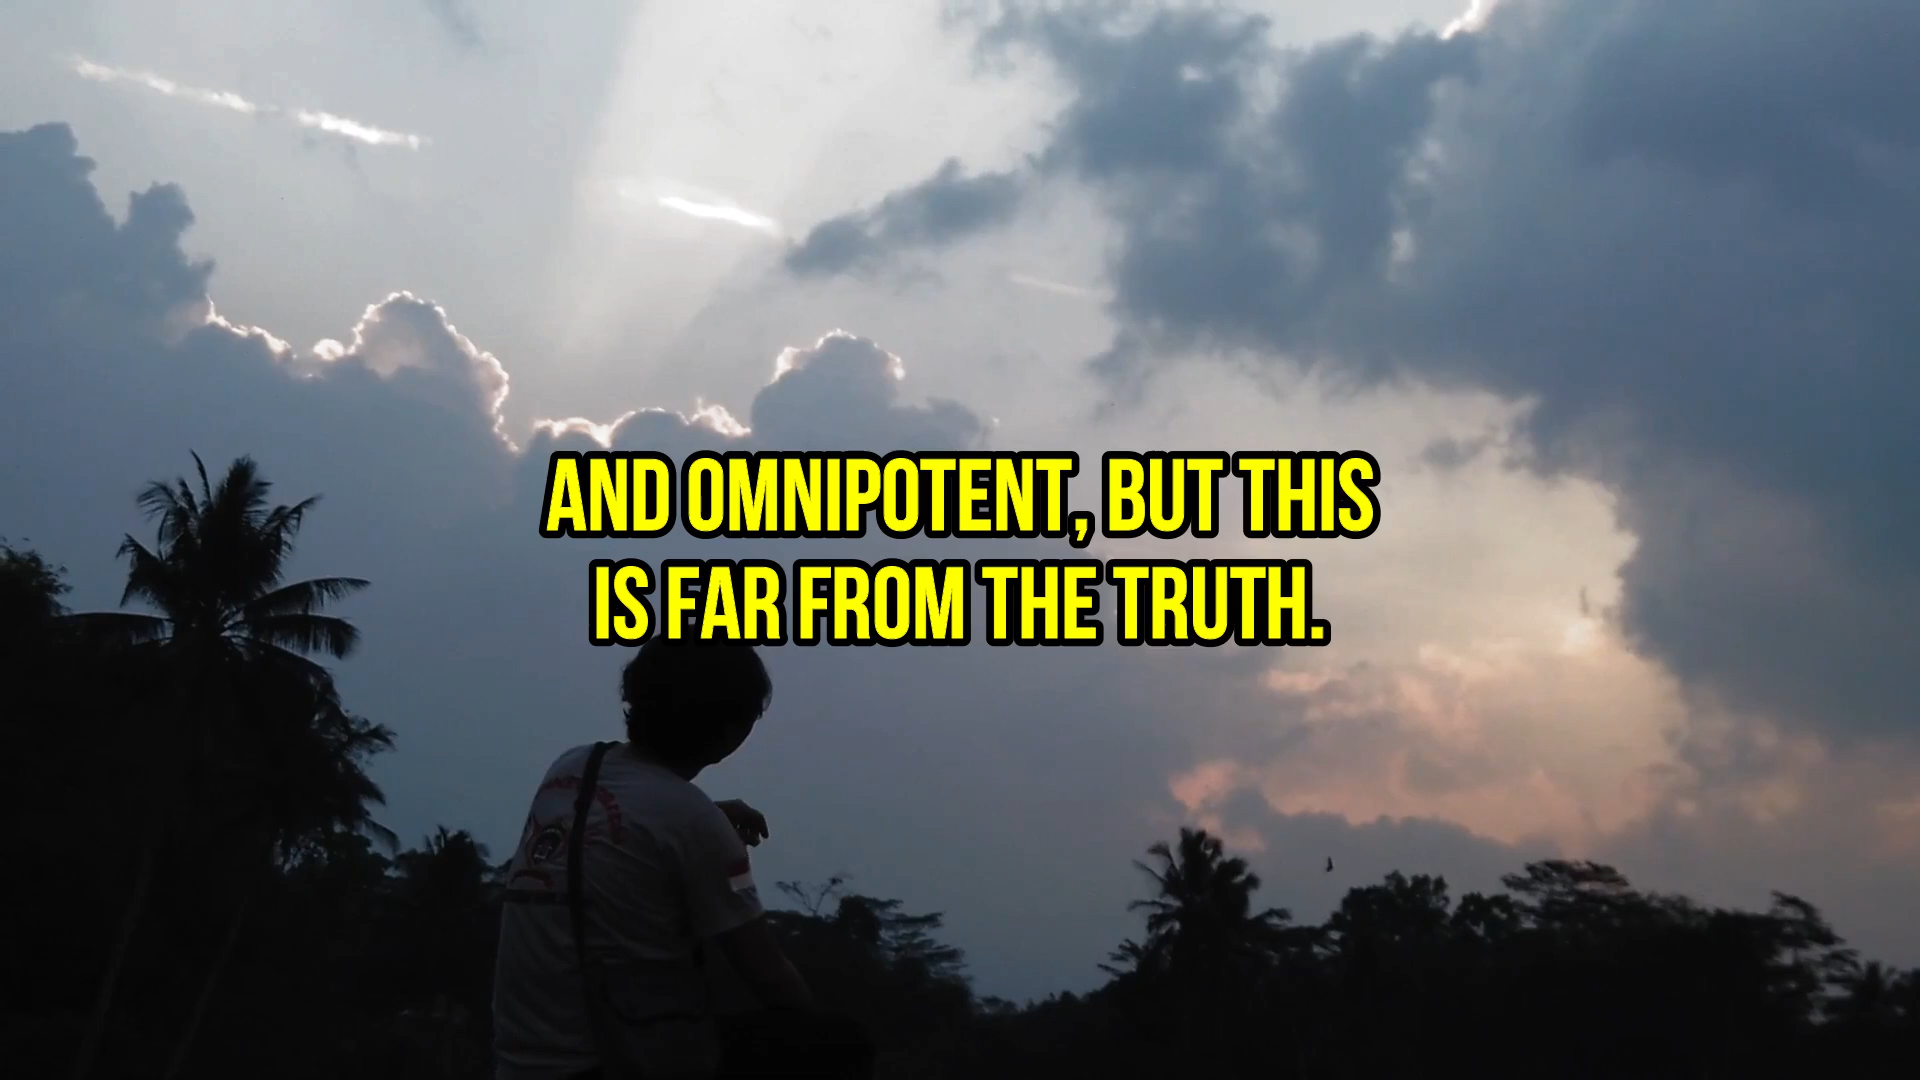 AND OMNIPOTENT, BUT THIS
IS FAR FROM THE TRUTH.